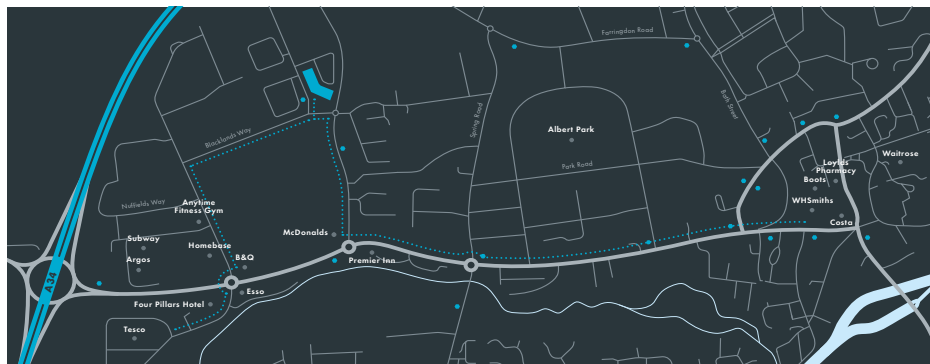 Farringdon Road
Bath Street
Spring Road
Blacklands Way
Albert Park
Park Road
Waitrose
Loylds
Pharmacy
Boots
WHSmiths
Costa
Nuffields Way
Anytime
Fitness Gym
McDonalds
Subway
Homebase
Argos
B&Q
Premier Inn
A34
Esso
Four Pillars Hotel
Tesco